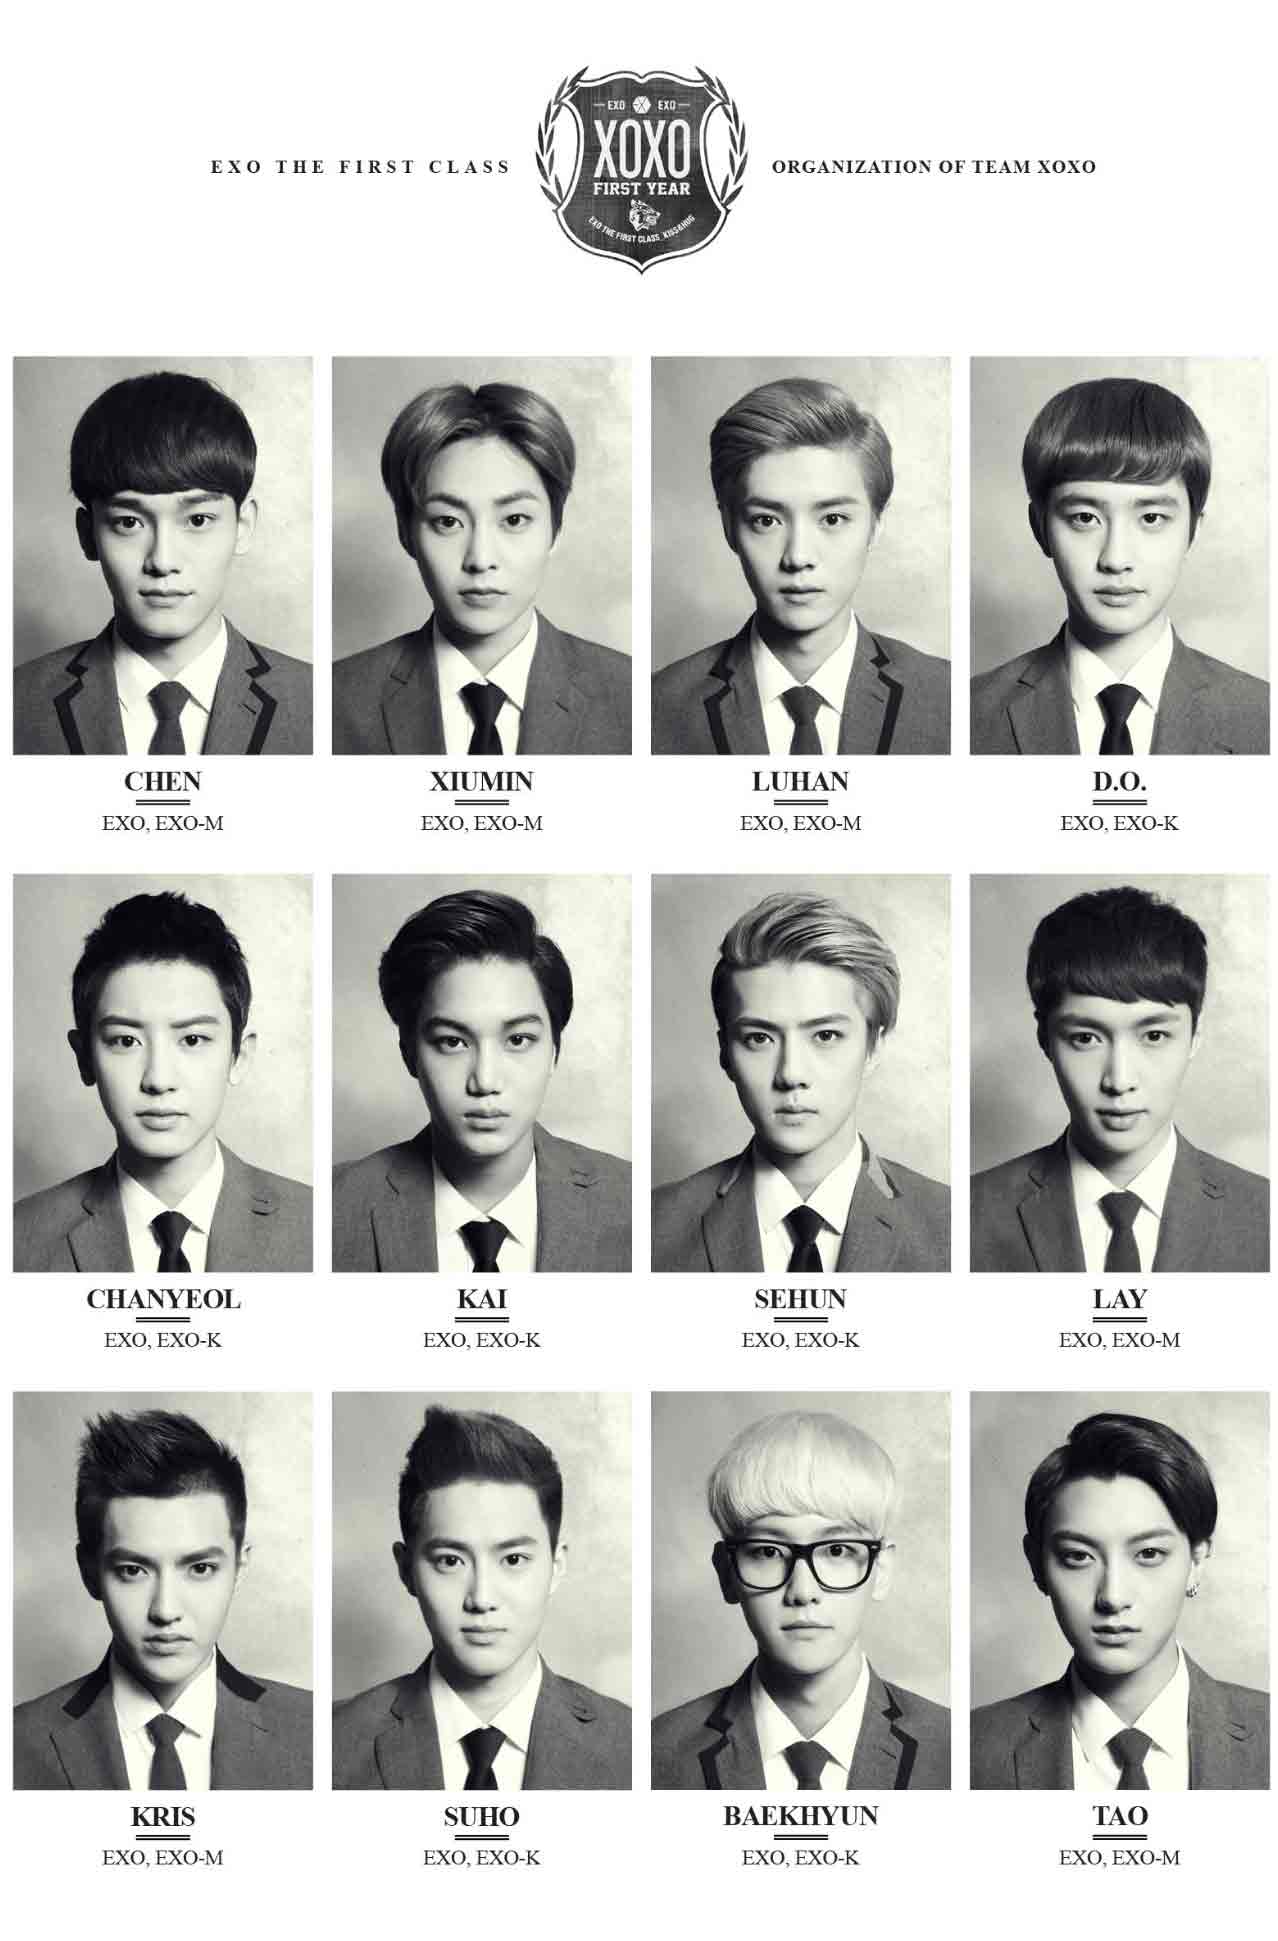 EXO THE FIRST CLASS
EXO EXO
XOXO
FIRST YEAR
EXO THE FIRST CLASS_KISS&HUG
ORGANIZATION OF TEAM XOXO
CHEN XIUMIN LUHAN D.O.
EXO, EXO-M EXO, EXO-M EXO, EXO-M EXO, EXO-K
CHANYEOL KAI SEHUN LAY
EXO, EXO-K EXO, EXO-K EXO, EXO-K EXO, EXO-M
KRIS SUHO BAEKHYUN TAO
EXO, EXO-M EXO, EXO-K EXO, EXO-K EXO, EXO-M